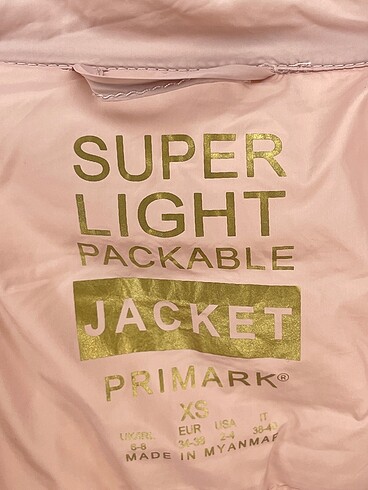 SUPER
LIGHT
PACKABLE
JACKET
PRIMARK®
XS
UK/IRL EUR USA IT
6-8 34-36 2-4 38-40
MADE IN MYANMAR